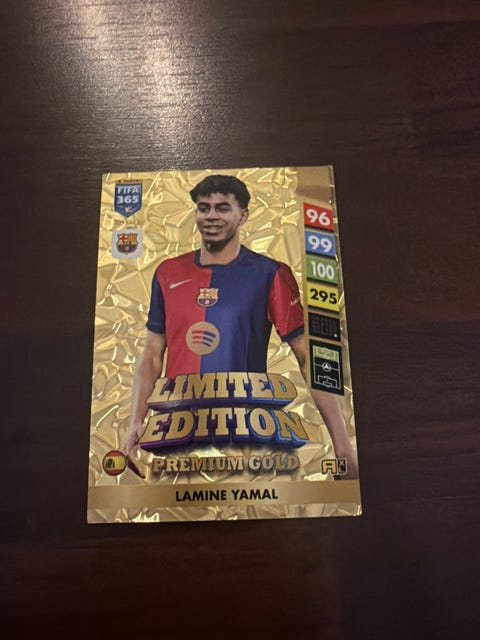 FIFA
365
96
99
100
295
LIMITED
EDITION
PREMIUM GOLD
LAMINE YAMAL